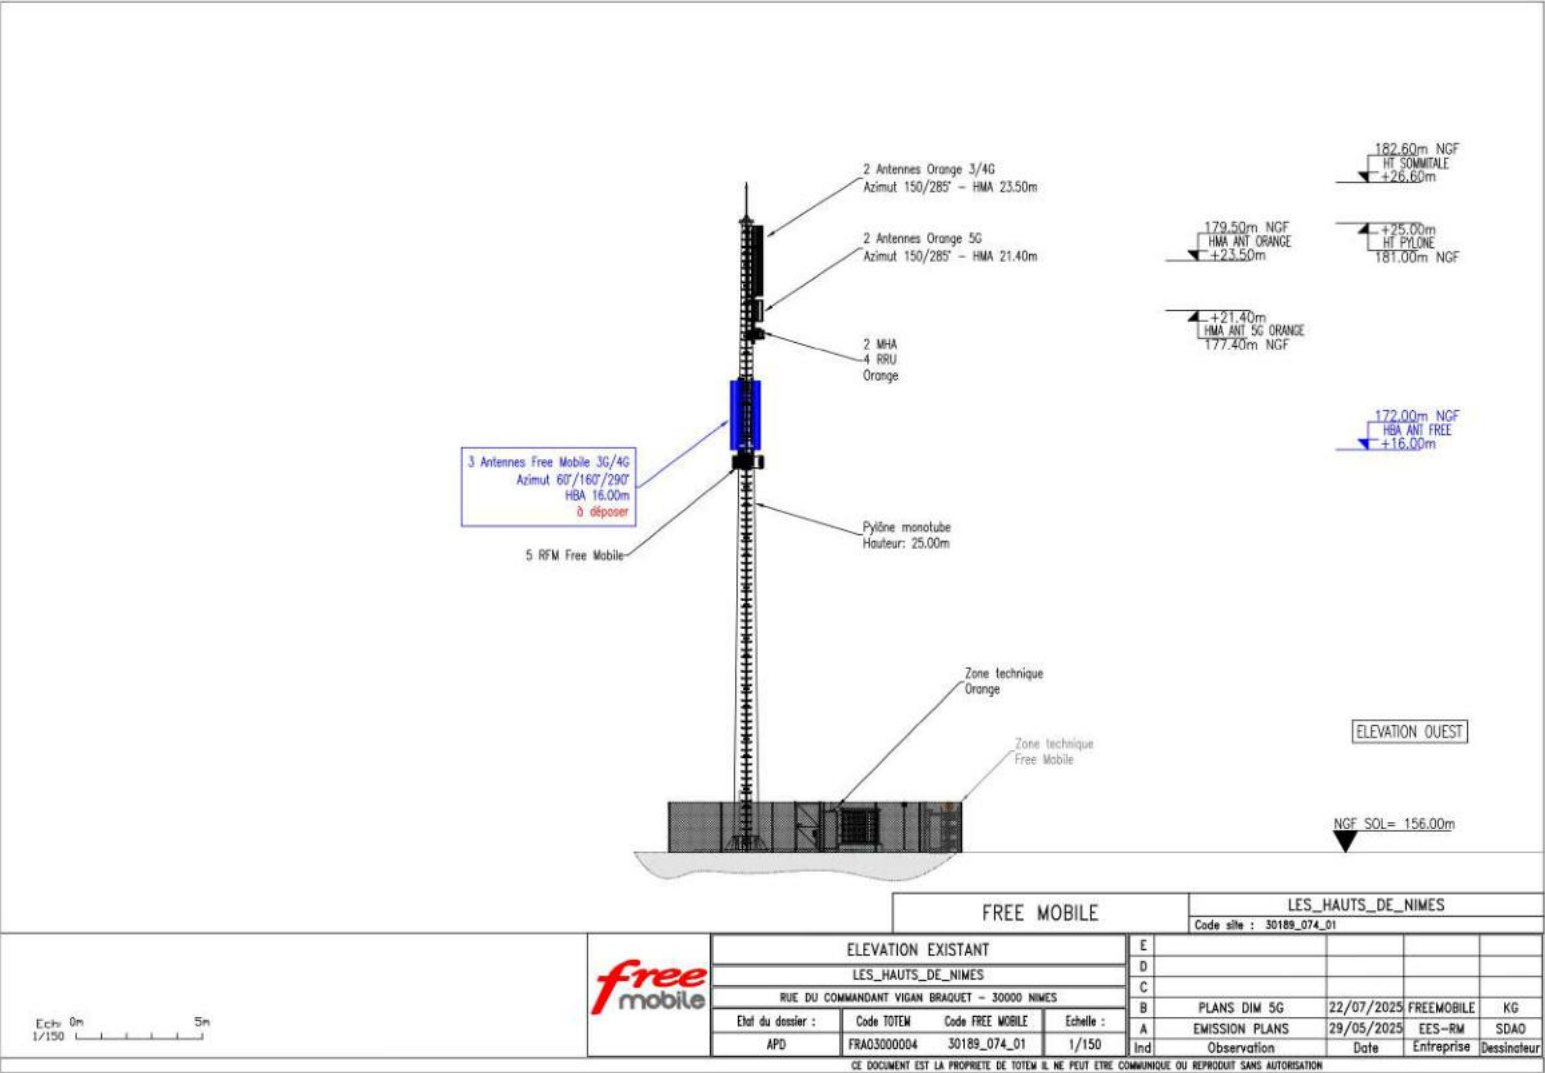 182.60m NGF
HT SOMMITALE
+26.60m
2 Antennes Orange 3/4G
Azimut 150/285° - HMA 23.50m
179.50m NGF
HMA ANT ORANGE
+23.50m
+25.00m
HT PYLONE
181.00m NGF
2 Antennes Orange 5G
Azimut 150/285° - HMA 21.40m
+21.40m
HMA ANT 5G ORANGE
177.40m NGF
2 MHA
4 RRU
Orange
172.00m NGF
HBA ANT FREE
+16.00m
3 Antennes Free Mobile 3G/4G
Azimut 60°/160°/290°
HBA 16.00m
à déposer
Pylône monotube
Hauteur: 25.00m
5 RFM Free Mobile
Zone technique
Orange
Zone technique
Free Mobile
ELEVATION OUEST
NGF SOL= 156.00m
FREE MOBILE
LES_HAUTS_DE_NIMES
Code site : 30189_074_01
free
mobile
ELEVATION EXISTANT
LES_HAUTS_DE_NIMES
RUE DU COMMANDANT VIGAN BRAQUET - 30000 NIMES
Etat du dossier : Code TOTEM Code FREE MOBILE Echelle :
APD FRA03000004 30189_074_01 1/150
E
D
C
B PLANS DIM 5G 22/07/2025 FREEMOBILE KG
A EMISSION PLANS 29/05/2025 EES-RM SDAO
Ind Observation Date Entreprise Dessinateur
Ech: 0m 5m
1/150
CE DOCUMENT EST LA PROPRIETE DE TOTEM IL NE PEUT ETRE COMMUNIQUE OU REPRODUIT SANS AUTORISATION